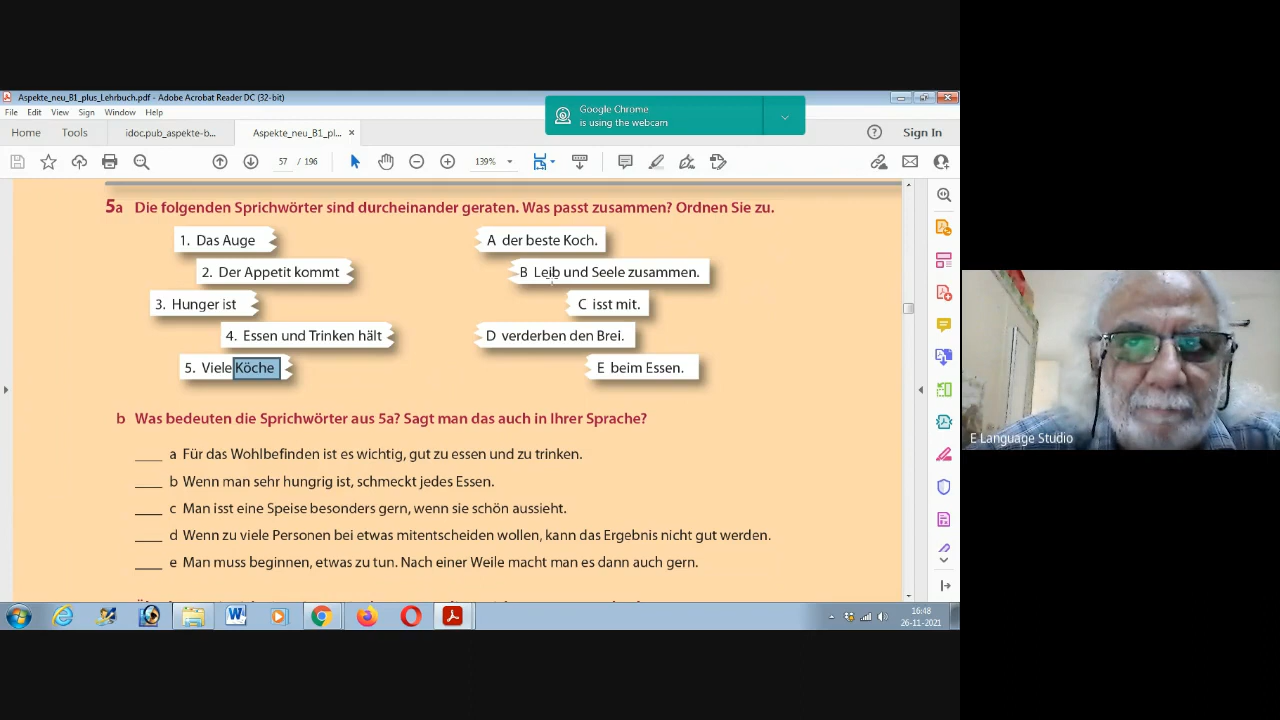 Aspekte_neu_B1_plus_Lehrbuch.pdf - Adobe Acrobat Reader DC (32-bit)
File Edit View Sign Window Help
Google Chrome
is using the webcam
Home Tools idoc.pub_aspekte-b... Aspekte_neu_B1_pl... × Sign In
57 / 196 139%
5a Die folgenden Sprichwörter sind durcheinander geraten. Was passt zusammen? Ordnen Sie zu.
1. Das Auge
A der beste Koch.
2. Der Appetit kommt
B Leib und Seele zusammen.
3. Hunger ist
C isst mit.
4. Essen und Trinken hält
D verderben den Brei.
5. Viele Köche
E beim Essen.
b Was bedeuten die Sprichwörter aus 5a? Sagt man das auch in Ihrer Sprache?
____ a Für das Wohlbefinden ist es wichtig, gut zu essen und zu trinken.
____ b Wenn man sehr hungrig ist, schmeckt jedes Essen.
____ c Man isst eine Speise besonders gern, wenn sie schön aussieht.
____ d Wenn zu viele Personen bei etwas mitentscheiden wollen, kann das Ergebnis nicht gut werden.
____ e Man muss beginnen, etwas zu tun. Nach einer Weile macht man es dann auch gern.
E Language Studio
16:48
26-11-2021